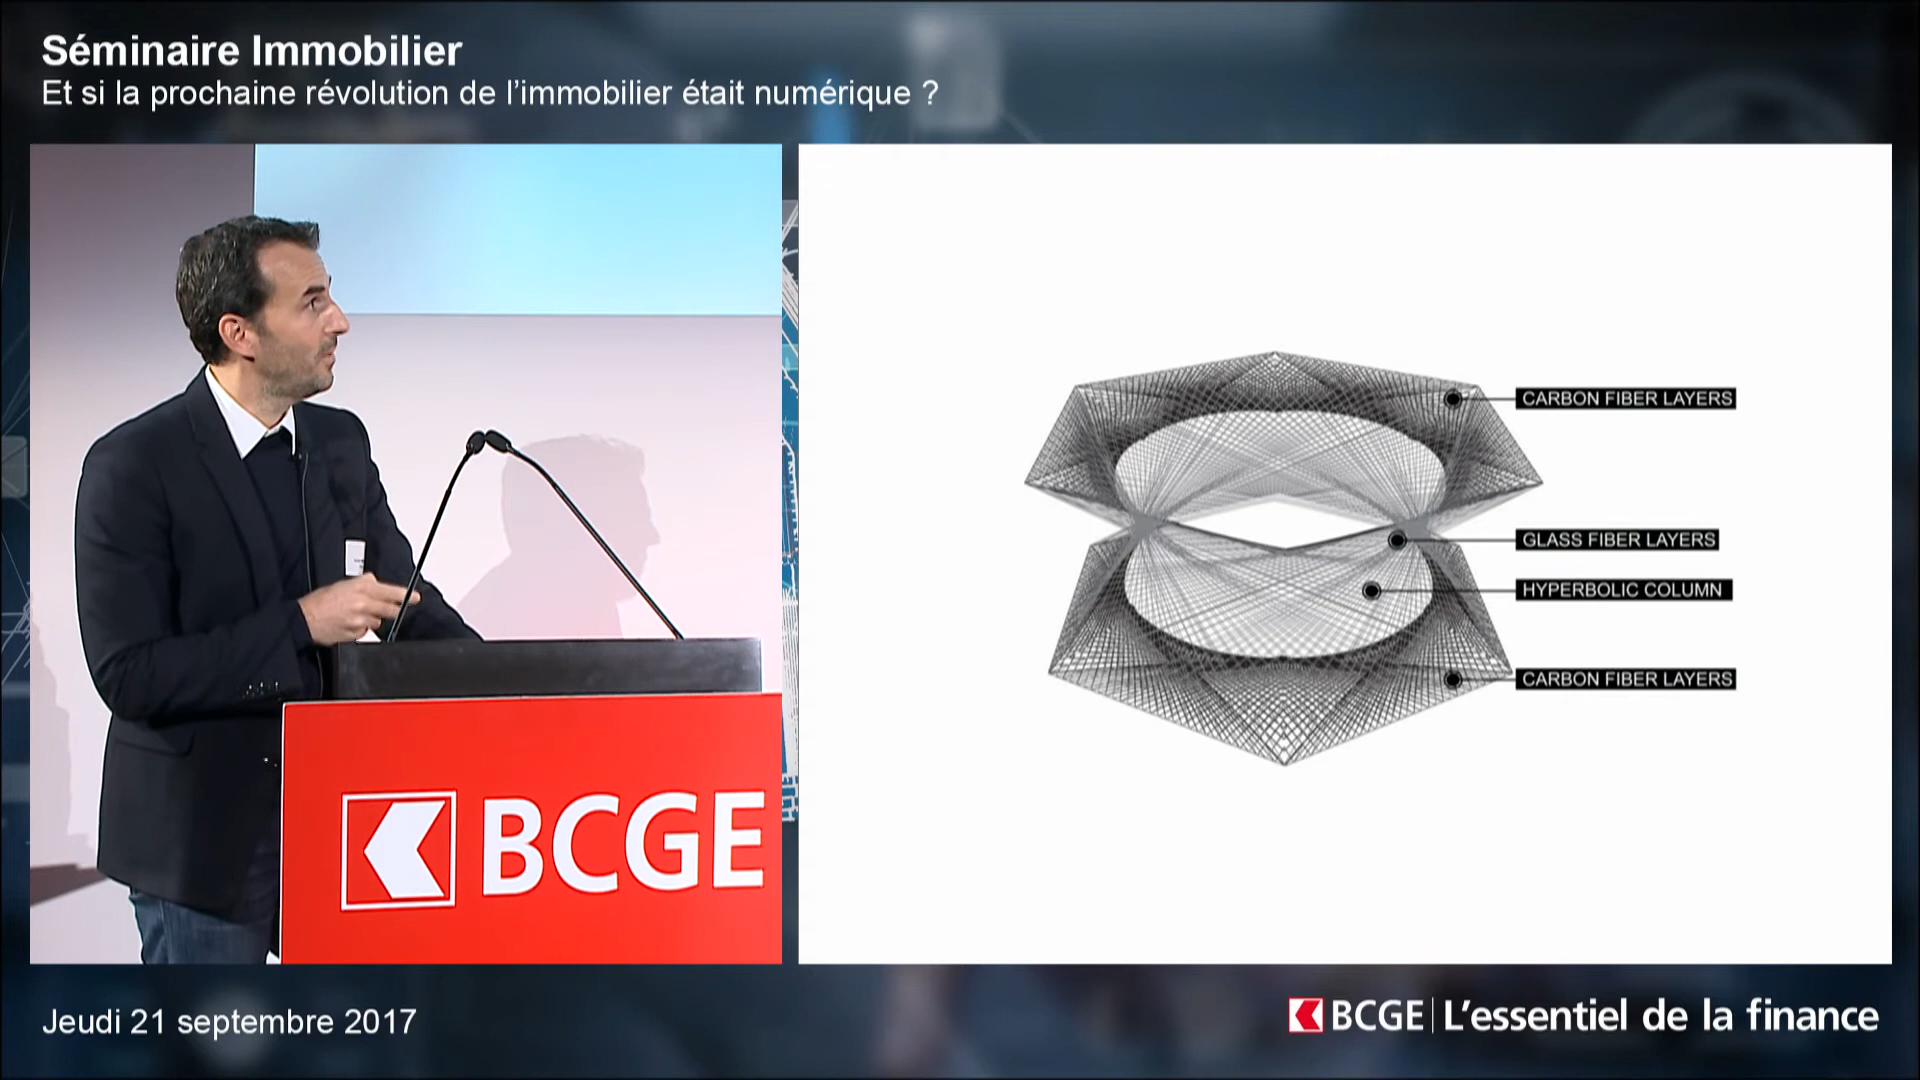 Séminaire Immobilier
Et si la prochaine révolution de l’immobilier était numérique ?
CARBON FIBER LAYERS
GLASS FIBER LAYERS
HYPERBOLIC COLUMN
CARBON FIBER LAYERS
BCGE
Jeudi 21 septembre 2017
BCGE L’essentiel de la finance